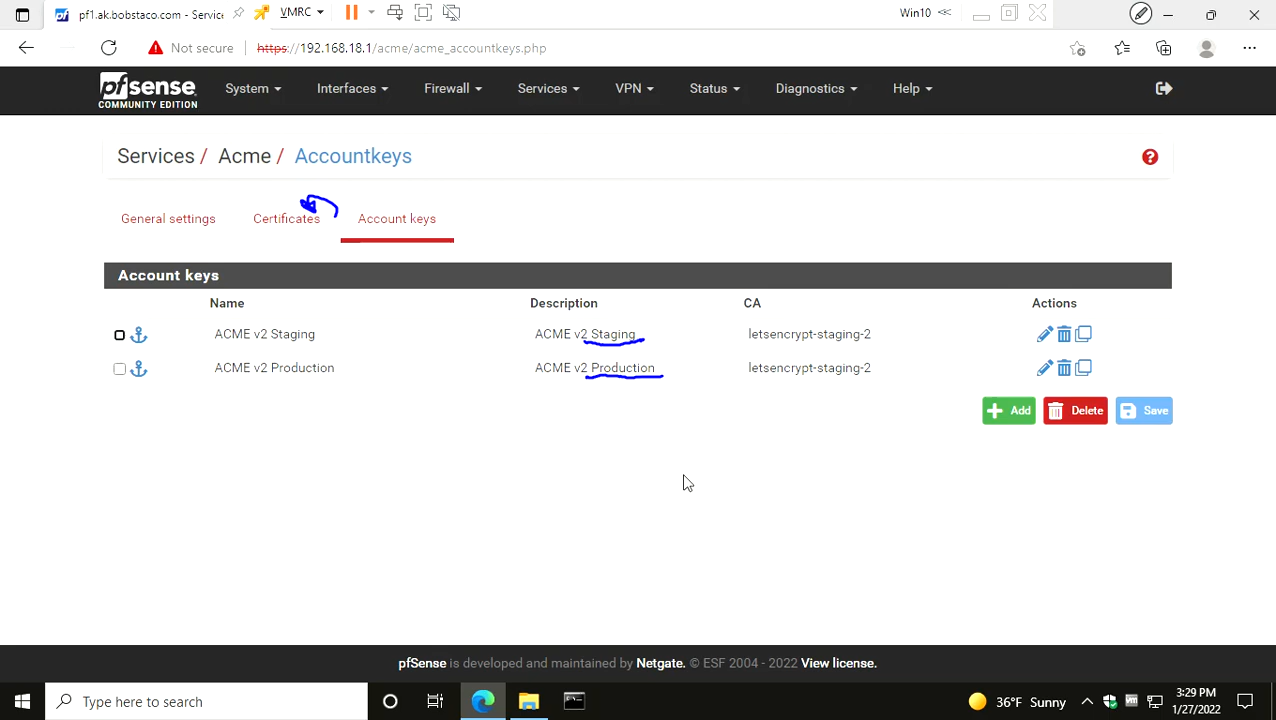 pf1.ak.bobstaco.com - Servic
VMRC
Win10
Not secure
https://192.168.18.1/acme/acme_accountkeys.php
pfsense
COMMUNITY EDITION
System
Interfaces
Firewall
Services
VPN
Status
Diagnostics
Help
Services / Acme / Accountkeys
General settings
Certificates
Account keys
Account keys
Name Description CA Actions
ACME v2 Staging ACME v2 Staging letsencrypt-staging-2
ACME v2 Production ACME v2 Production letsencrypt-staging-2
Add
Delete
Save
pfSense is developed and maintained by Netgate. © ESF 2004 - 2022 View license.
Type here to search
36°F Sunny
3:29 PM
1/27/2022